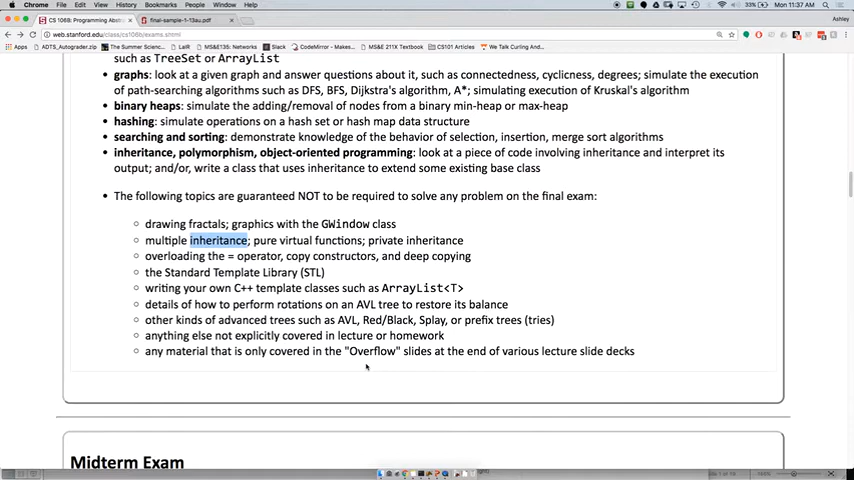 Chrome File Edit View History Bookmarks People Window Help
33% Mon 11:37 AM
CS 106B: Programming Abstra
final-sample-1-13au.pdf
Ashley
web.stanford.edu/class/cs106b/exams.shtml
Apps ADTS_Autograder.zip The Summer Scien... Mail LaIR MS&E135: Networks Slack CodeMirror - Makes... MS&E 211X Textbook CS101 Articles We Talk Curing And...
such as TreeSet or ArrayList
• graphs: look at a given graph and answer questions about it, such as connectedness, cyclicness, degrees; simulate the execution
of path-searching algorithms such as DFS, BFS, Dijkstra's algorithm, A*; simulating execution of Kruskal's algorithm
• binary heaps: simulate the adding/removal of nodes from a binary min-heap or max-heap
• hashing: simulate operations on a hash set or hash map data structure
• searching and sorting: demonstrate knowledge of the behavior of selection, insertion, merge sort algorithms
• inheritance, polymorphism, object-oriented programming: look at a piece of code involving inheritance and interpret its
output; and/or, write a class that uses inheritance to extend some existing base class
• The following topics are guaranteed NOT to be required to solve any problem on the final exam:
○ drawing fractals; graphics with the GWindow class
○ multiple inheritance; pure virtual functions; private inheritance
○ overloading the = operator, copy constructors, and deep copying
○ the Standard Template Library (STL)
○ writing your own C++ template classes such as ArrayList<T>
○ details of how to perform rotations on an AVL tree to restore its balance
○ other kinds of advanced trees such as AVL, Red/Black, Splay, or prefix trees (tries)
○ anything else not explicitly covered in lecture or homework
○ any material that is only covered in the "Overflow" slides at the end of various lecture slide decks
Midterm Exam